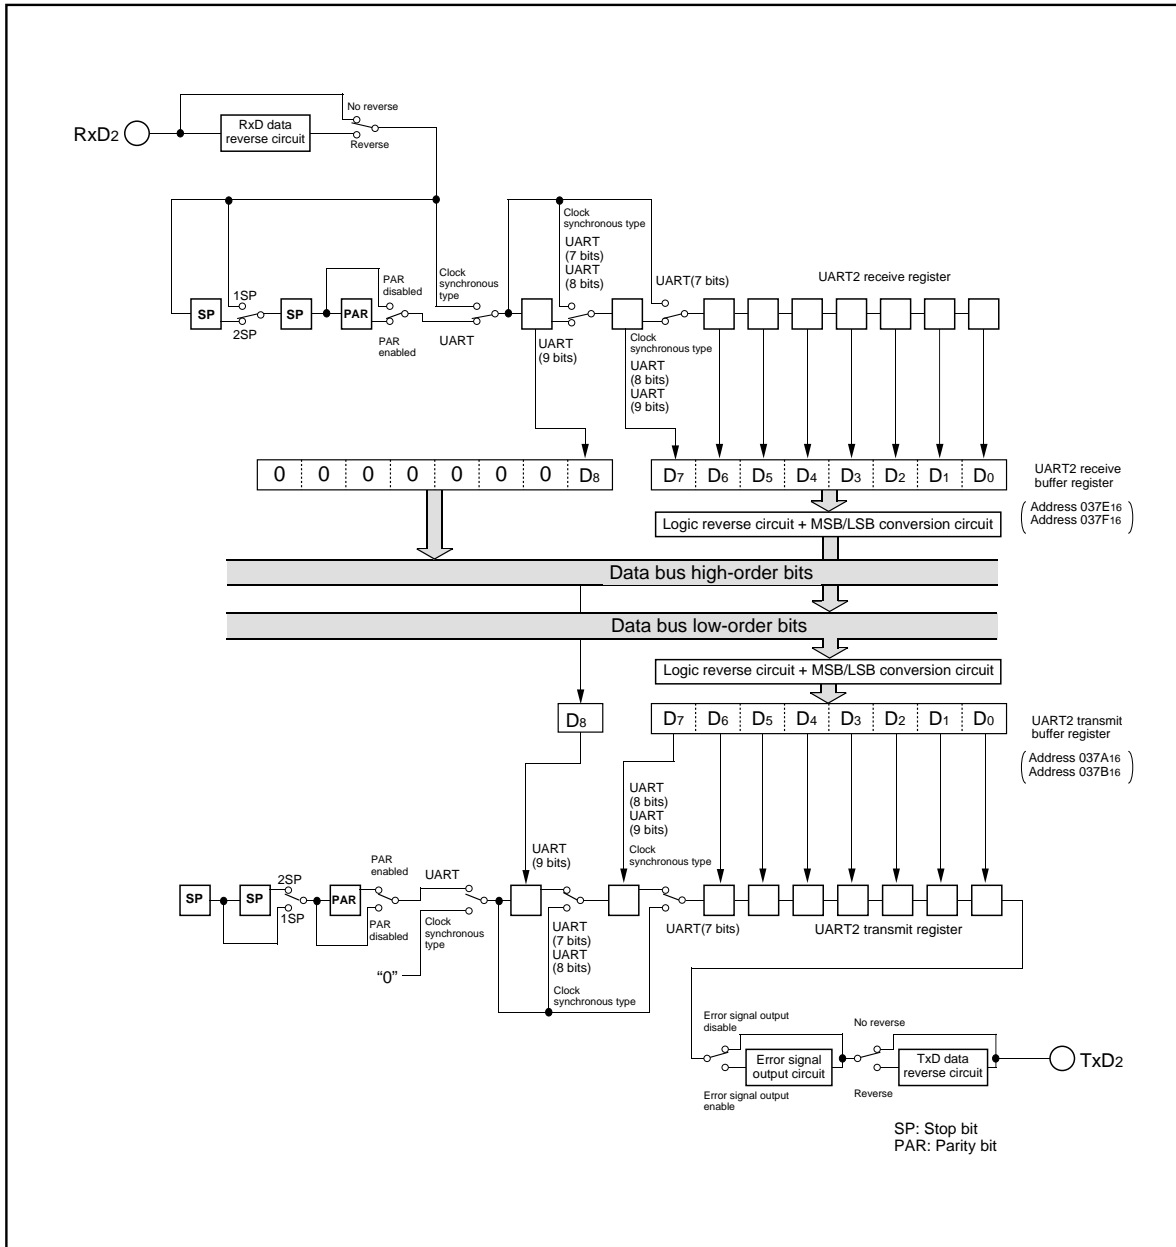 No reverse
RxD2
RxD data
reverse circuit
Reverse
Clock
synchronous type
UART
(7 bits)
UART
(8 bits)
PAR
disabled
Clock
synchronous
type
UART(7 bits)
UART2 receive register
1SP
SP
SP
PAR
2SP
PAR
enabled
UART
UART
(9 bits)
Clock
synchronous type
UART
(8 bits)
UART
(9 bits)
0 0 0 0 0 0 0 D8
D7 D6 D5 D4 D3 D2 D1 D0
UART2 receive
buffer register
Address 037E16
Address 037F16
Logic reverse circuit + MSB/LSB conversion circuit
Data bus high-order bits
Data bus low-order bits
Logic reverse circuit + MSB/LSB conversion circuit
D8
D7 D6 D5 D4 D3 D2 D1 D0
UART2 transmit
buffer register
Address 037A16
Address 037B16
UART
(8 bits)
UART
(9 bits)
UART
(9 bits)
Clock
synchronous type
PAR
enabled
UART
2SP
SP
SP
PAR
1SP
PAR
disabled
Clock
synchronous
type
UART
(7 bits)
UART
(8 bits)
UART(7 bits)
UART2 transmit register
“0”
Clock
synchronous type
Error signal output
disable
No reverse
Error signal
output circuit
TxD data
reverse circuit
TxD2
Error signal output
enable
Reverse
SP: Stop bit
PAR: Parity bit